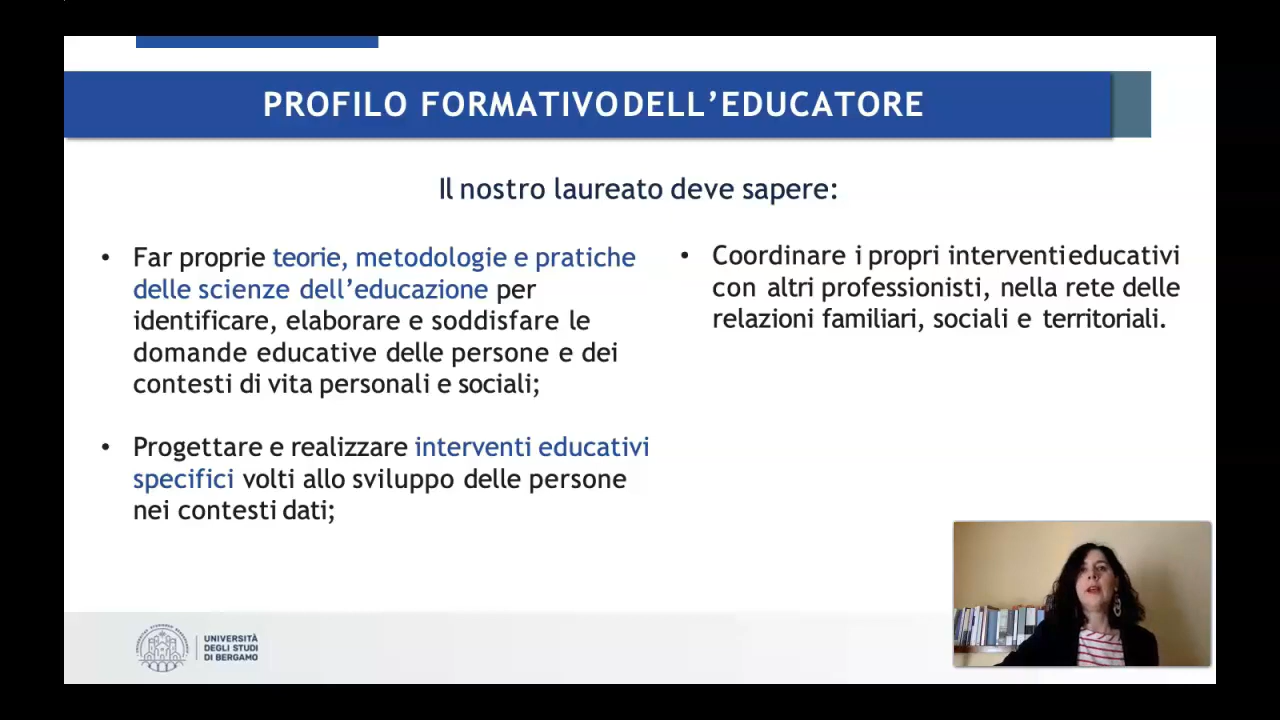 PROFILO FORMATIVO DELL’EDUCATORE
Il nostro laureato deve sapere:
• Far proprie teorie, metodologie e pratiche
delle scienze dell’educazione per
identificare, elaborare e soddisfare le
domande educative delle persone e dei
contesti di vita personali e sociali;
• Progettare e realizzare interventi educativi
specifici volti allo sviluppo delle persone
nei contesti dati;
• Coordinare i propri interventi educativi
con altri professionisti, nella rete delle
relazioni familiari, sociali e territoriali.
UNIVERSITÀ
DEGLI STUDI
DI BERGAMO